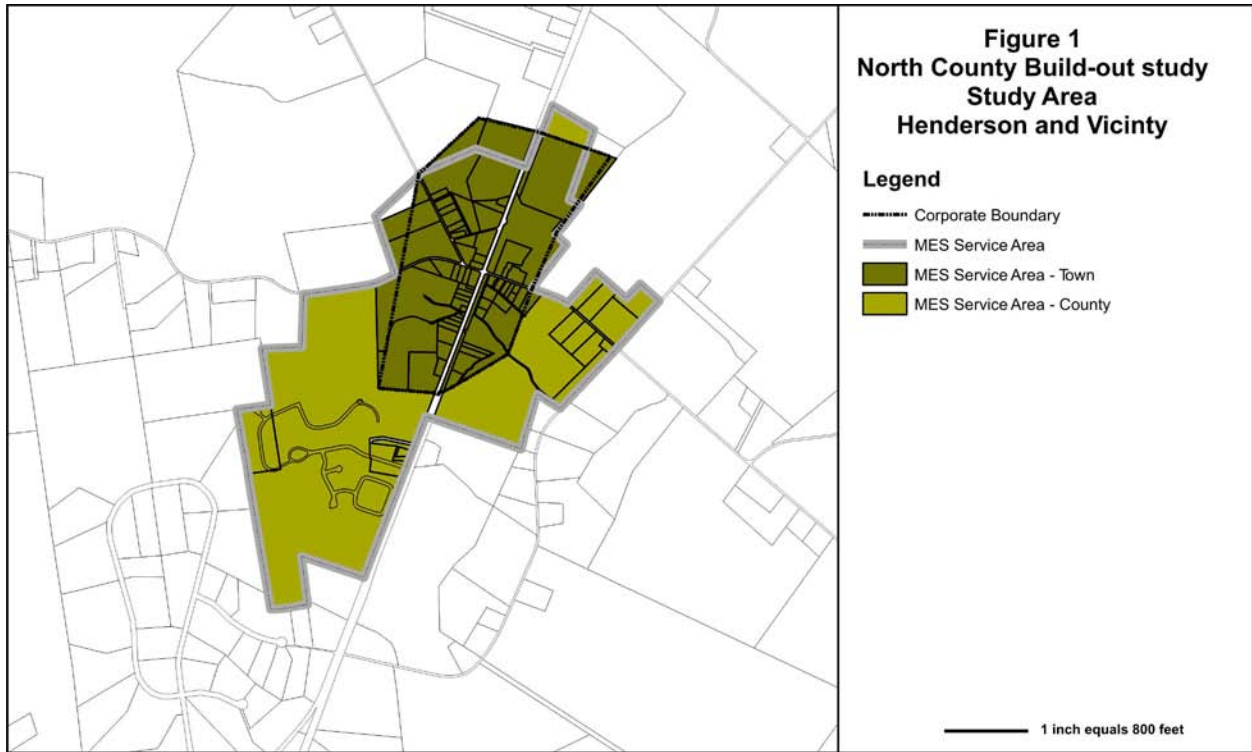 Figure 1
North County Build-out study
Study Area
Henderson and Vicinty
Legend
Corporate Boundary
MES Service Area
MES Service Area - Town
MES Service Area - County
1 inch equals 800 feet